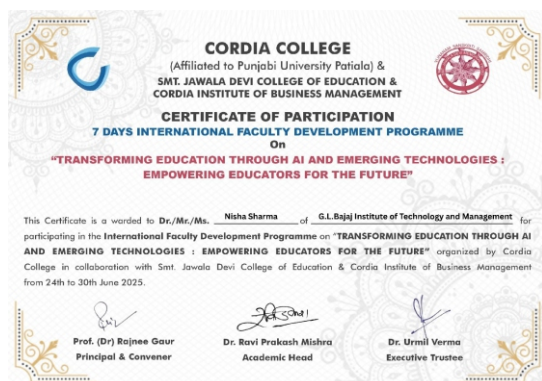 CORDIA COLLEGE
(Affiliated to Punjabi University Patiala) &
SMT. JAWALA DEVI COLLEGE OF EDUCATION &
CORDIA INSTITUTE OF BUSINESS MANAGEMENT
CERTIFICATE OF PARTICIPATION
7 DAYS INTERNATIONAL FACULTY DEVELOPMENT PROGRAMME
On
“TRANSFORMING EDUCATION THROUGH AI AND EMERGING TECHNOLOGIES :
EMPOWERING EDUCATORS FOR THE FUTURE”
This Certificate is a warded to Dr./Mr./Ms. Nisha Sharma of G.L.Bajaj Institute of Technology and Management for
participating in the International Faculty Development Programme on “TRANSFORMING EDUCATION THROUGH AI
AND EMERGING TECHNOLOGIES : EMPOWERING EDUCATORS FOR THE FUTURE” organized by Cordia
College in collaboration with Smt. Jawala Devi College of Education & Cordia Institute of Business Management
from 24th to 30th June 2025.
Prof. (Dr) Rajnee Gaur
Principal & Convener
Dr. Ravi Prakash Mishra
Academic Head
Dr. Urmil Verma
Executive Trustee